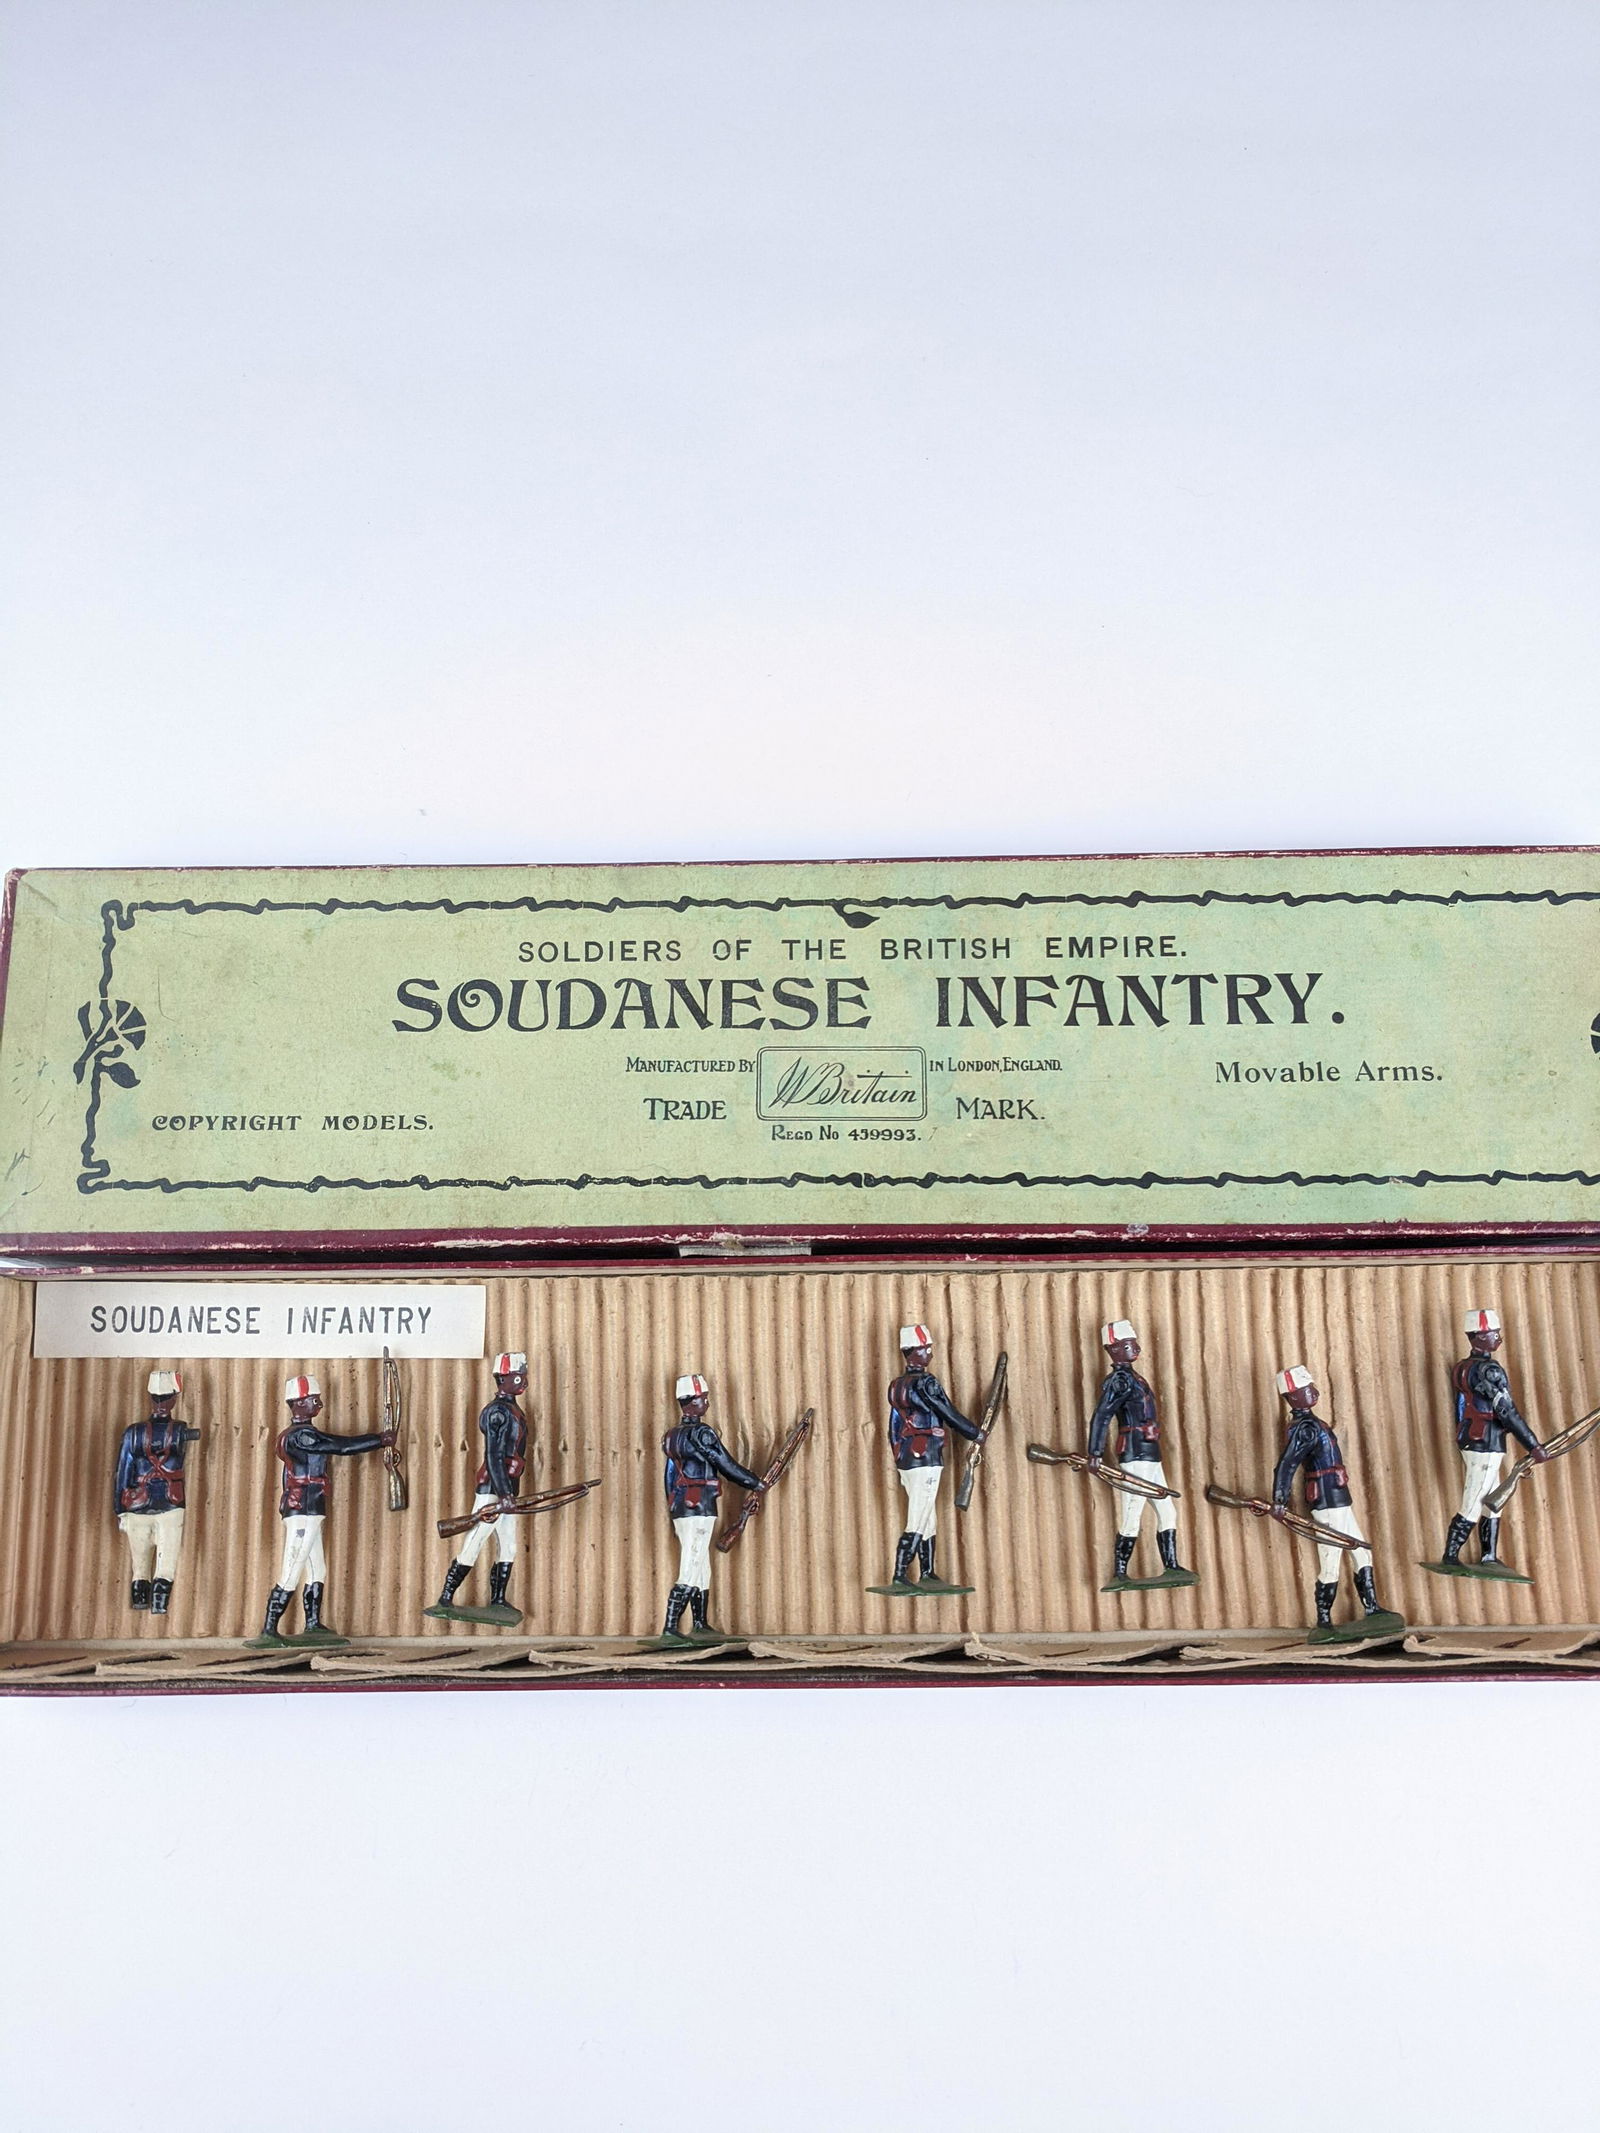 SOLDIERS OF THE BRITISH EMPIRE.
SOUDANESE INFANTRY.
MANUFACTURED BY W Britain IN LONDON, ENGLAND.
Movable Arms.
TRADE MARK.
COPYRIGHT MODELS.
REGD NO 459993.
SOUDANESE INFANTRY